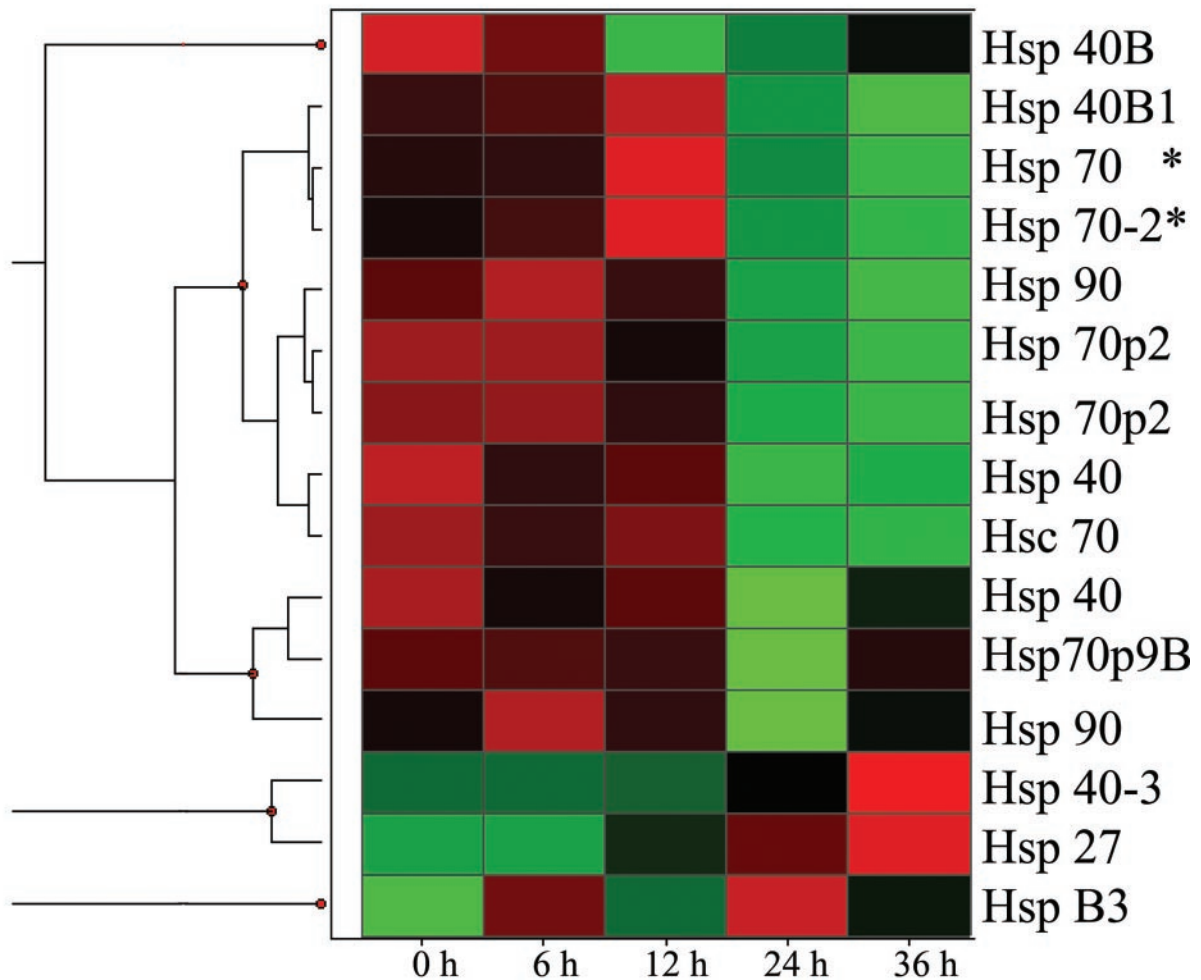 Hsp 40B
Hsp 40B1
Hsp 70 *
Hsp 70-2*
Hsp 90
Hsp 70p2
Hsp 70p2
Hsp 40
Hsc 70
Hsp 40
Hsp70p9B
Hsp 90
Hsp 40-3
Hsp 27
Hsp B3
0 h 6 h 12 h 24 h 36 h